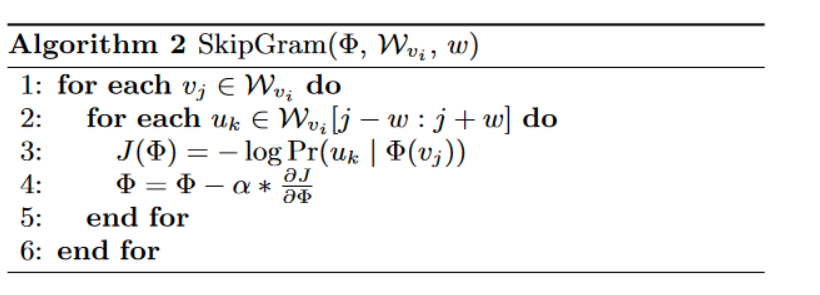 Algorithm 2 SkipGram(Φ, 𝒲_{v_i}, w)
1: for each v_j ∈ 𝒲_{v_i} do
2: for each u_k ∈ 𝒲_{v_i}[j − w : j + w] do
3: J(Φ) = − log Pr(u_k | Φ(v_j))
4: Φ = Φ − α ∗ ∂J/∂Φ
5: end for
6: end for